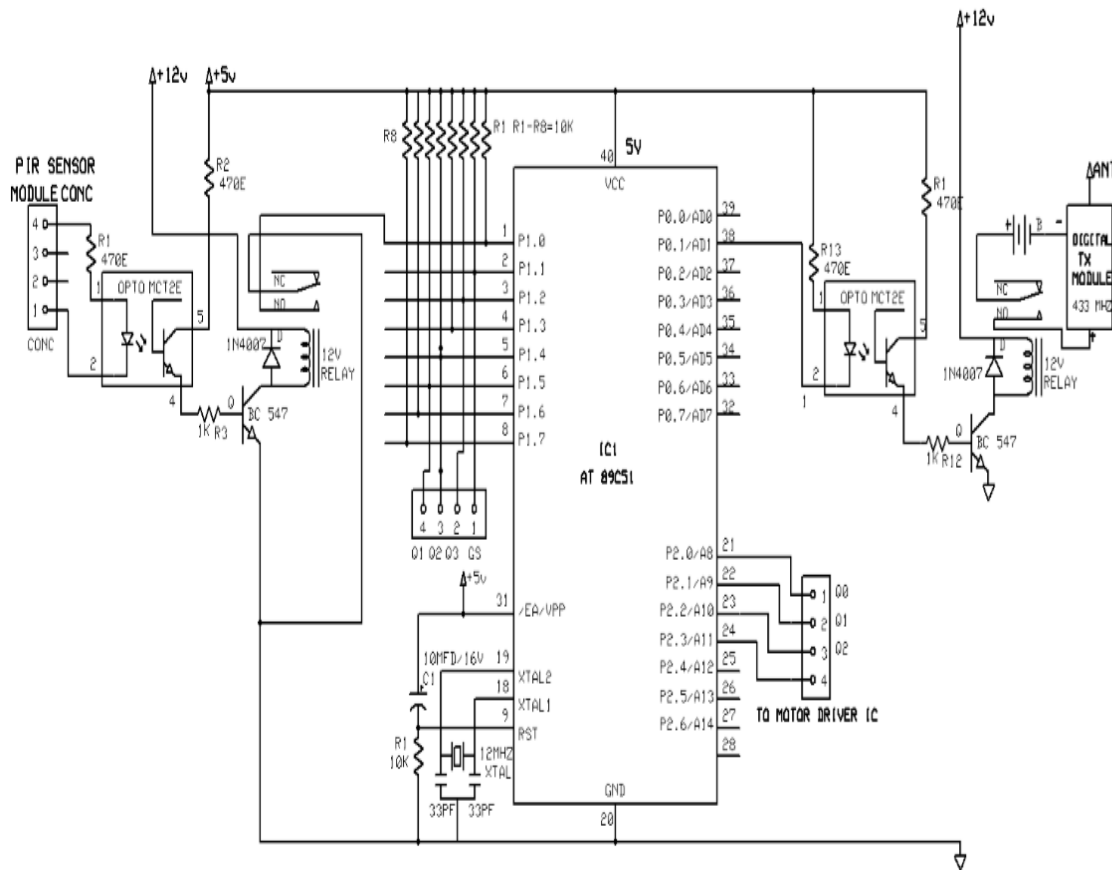 +12v
+5v
R8
R1 R1-R8=10K
R2
470E
PIR SENSOR
MODULE CONC
4
3
2
1
CONC
R1
470E
1
OPTO MCT2E
5
2
4
1K R3
Q
BC 547
1N4007
D
12V
RELAY
NC
NO
5V
40
VCC
1
P1.0
2
P1.1
3
P1.2
4
P1.3
5
P1.4
6
P1.5
7
P1.6
8
P1.7
IC1
AT 89C51
P0.0/AD0
39
P0.1/AD1
38
P0.2/AD2
37
P0.3/AD3
36
P0.4/AD4
35
P0.5/AD5
34
P0.6/AD6
33
P0.7/AD7
32
4 3 2 1
Q1 Q2 Q3 GS
+5v
31
/EA/VPP
10MFD/16V
C1
19
XTAL2
18
XTAL1
9
RST
R1
10K
12MHZ
XTAL
33PF 33PF
GND
20
P2.0/A8
21
P2.1/A9
22
P2.2/A10
23
P2.3/A11
24
P2.4/A12
25
P2.5/A13
26
P2.6/A14
27
28
1 Q0
2 Q1
3 Q2
4
TO MOTOR DRIVER IC
R13
470E
1
OPTO MCT2E
5
2
1
4
1K R12
Q
BC 547
R1
470E
+12v
1N4007
D
12V
RELAY
NC
NO
B
-
ANT
DIGITAL
TX
MODULE
433 MHZ
+